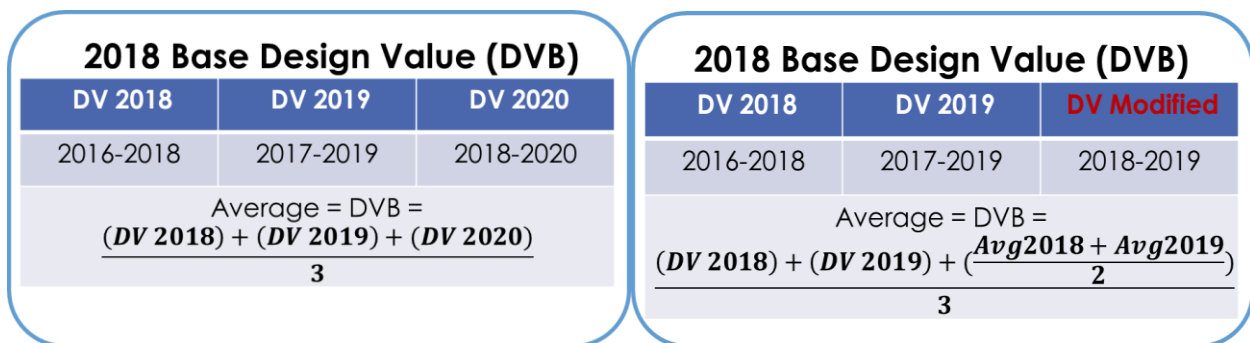 2018 Base Design Value (DVB)
DV 2018 DV 2019 DV 2020
2016-2018 2017-2019 2018-2020
Average = DVB =
(DV 2018) + (DV 2019) + (DV 2020)
3
2018 Base Design Value (DVB)
DV 2018 DV 2019 DV Modified
2016-2018 2017-2019 2018-2019
Average = DVB =
(DV 2018) + (DV 2019) + (Avg2018 + Avg2019
2)
3